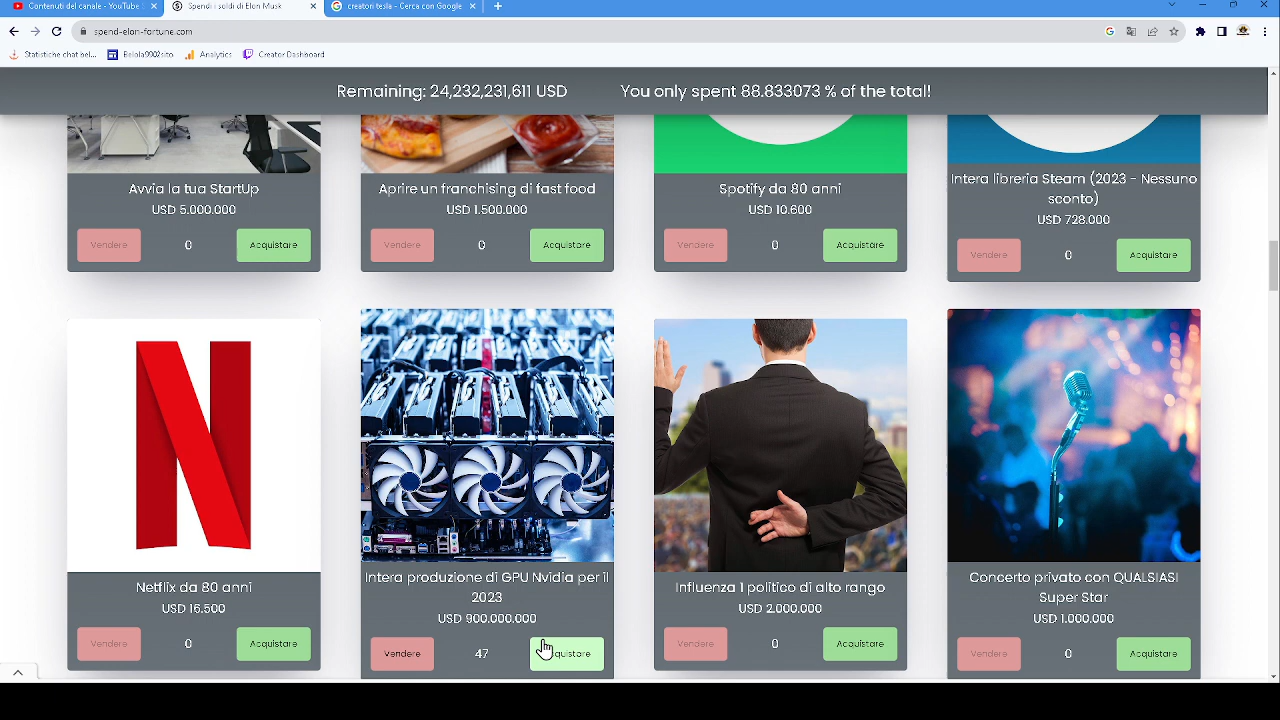 Contenuti del canale - YouTube
Spendi i soldi di Elon Musk
creatori tesla - Cerca con Google
spend-elon-fortune.com
Statistiche chat bel...
Belola9902sito
Analytics
Creator Dashboard
Remaining: 24,232,231,611 USD
You only spent 88.833073 % of the total!
Avvia la tua StartUp
USD 5.000.000
Vendere
0
Acquistare
Aprire un franchising di fast food
USD 1.500.000
Vendere
0
Acquistare
Spotify da 80 anni
USD 10.600
Vendere
0
Acquistare
Intera libreria Steam (2023 - Nessuno
sconto)
USD 728.000
Vendere
0
Acquistare
Netflix da 80 anni
USD 16.500
Vendere
0
Acquistare
Intera produzione di GPU Nvidia per il
2023
USD 900.000.000
Vendere
47
Influenza 1 politico di alto rango
USD 2.000.000
Vendere
0
Acquistare
Concerto privato con QUALSIASI
Super Star
USD 1.000.000
Vendere
0
Acquistare